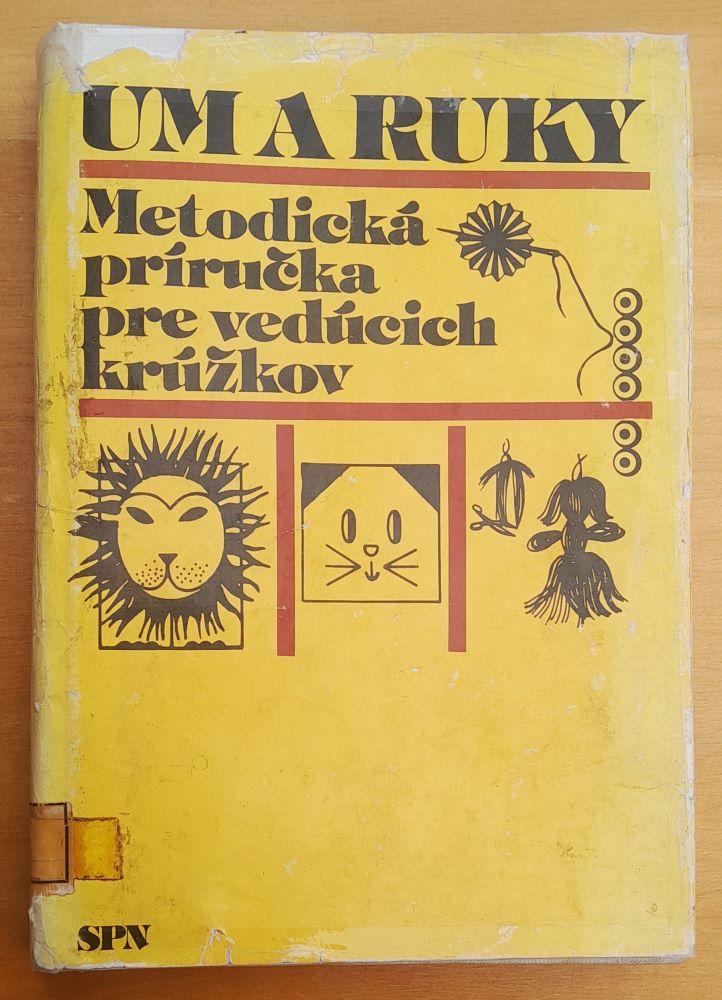 UM A RUKY
Metodická
príručka
pre vedúcich
krúžkov
SPN